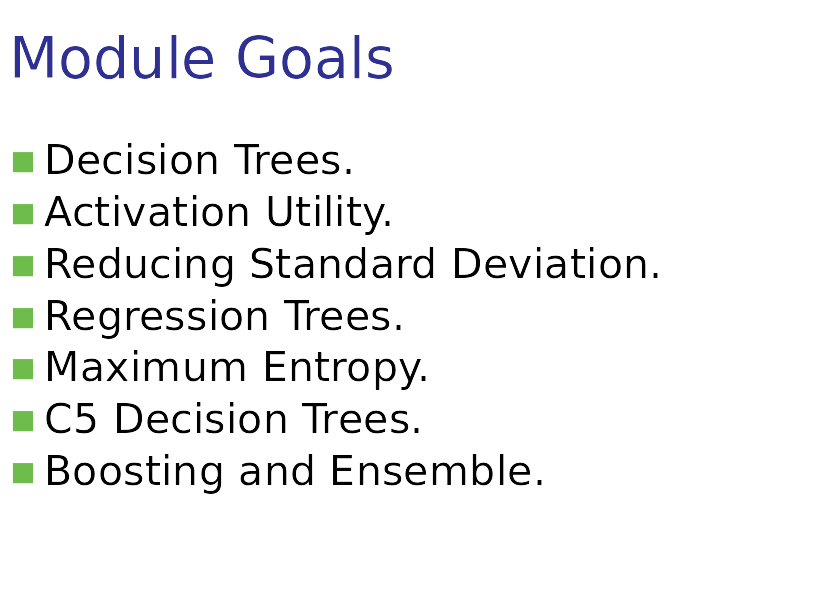 Module Goals
Decision Trees.
Activation Utility.
Reducing Standard Deviation.
Regression Trees.
Maximum Entropy.
C5 Decision Trees.
Boosting and Ensemble.